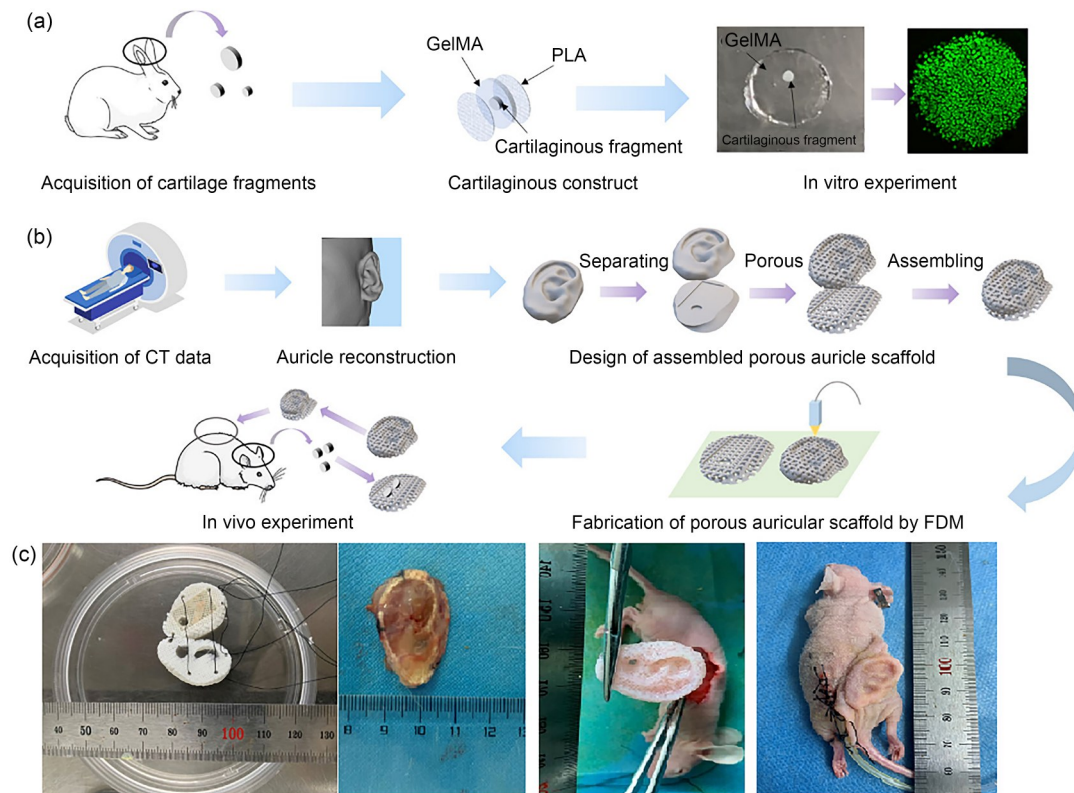 (a)
GelMA
PLA
Cartilaginous fragment
GelMA
Cartilaginous fragment
Acquisition of cartilage fragments
Cartilaginous construct
In vitro experiment
(b)
Separating
Porous
Assembling
Acquisition of CT data
Auricle reconstruction
Design of assembled porous auricle scaffold
In vivo experiment
Fabrication of porous auricular scaffold by FDM
(c)
40 50 60 70 80 90 100 110 120 130
8 9 10 11 12 13
100